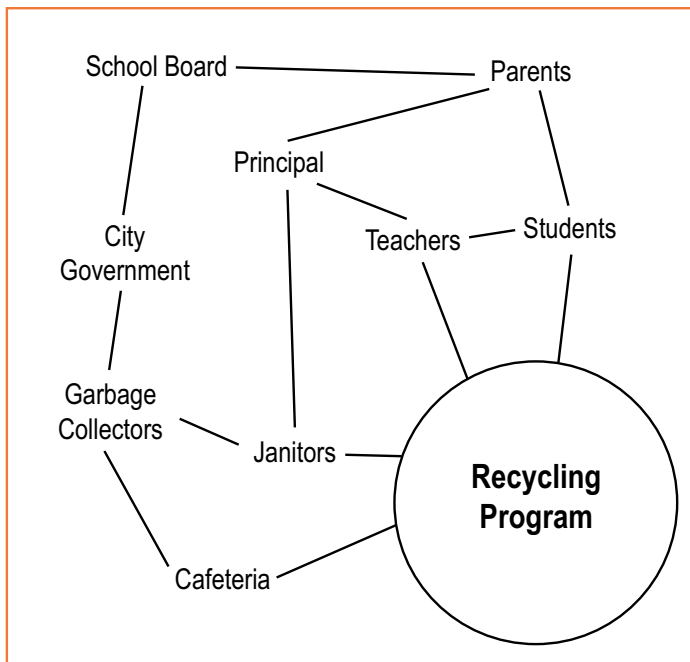 School Board
Parents
Principal
Teachers
Students
City
Government
Garbage
Collectors
Janitors
Recycling
Program
Cafeteria